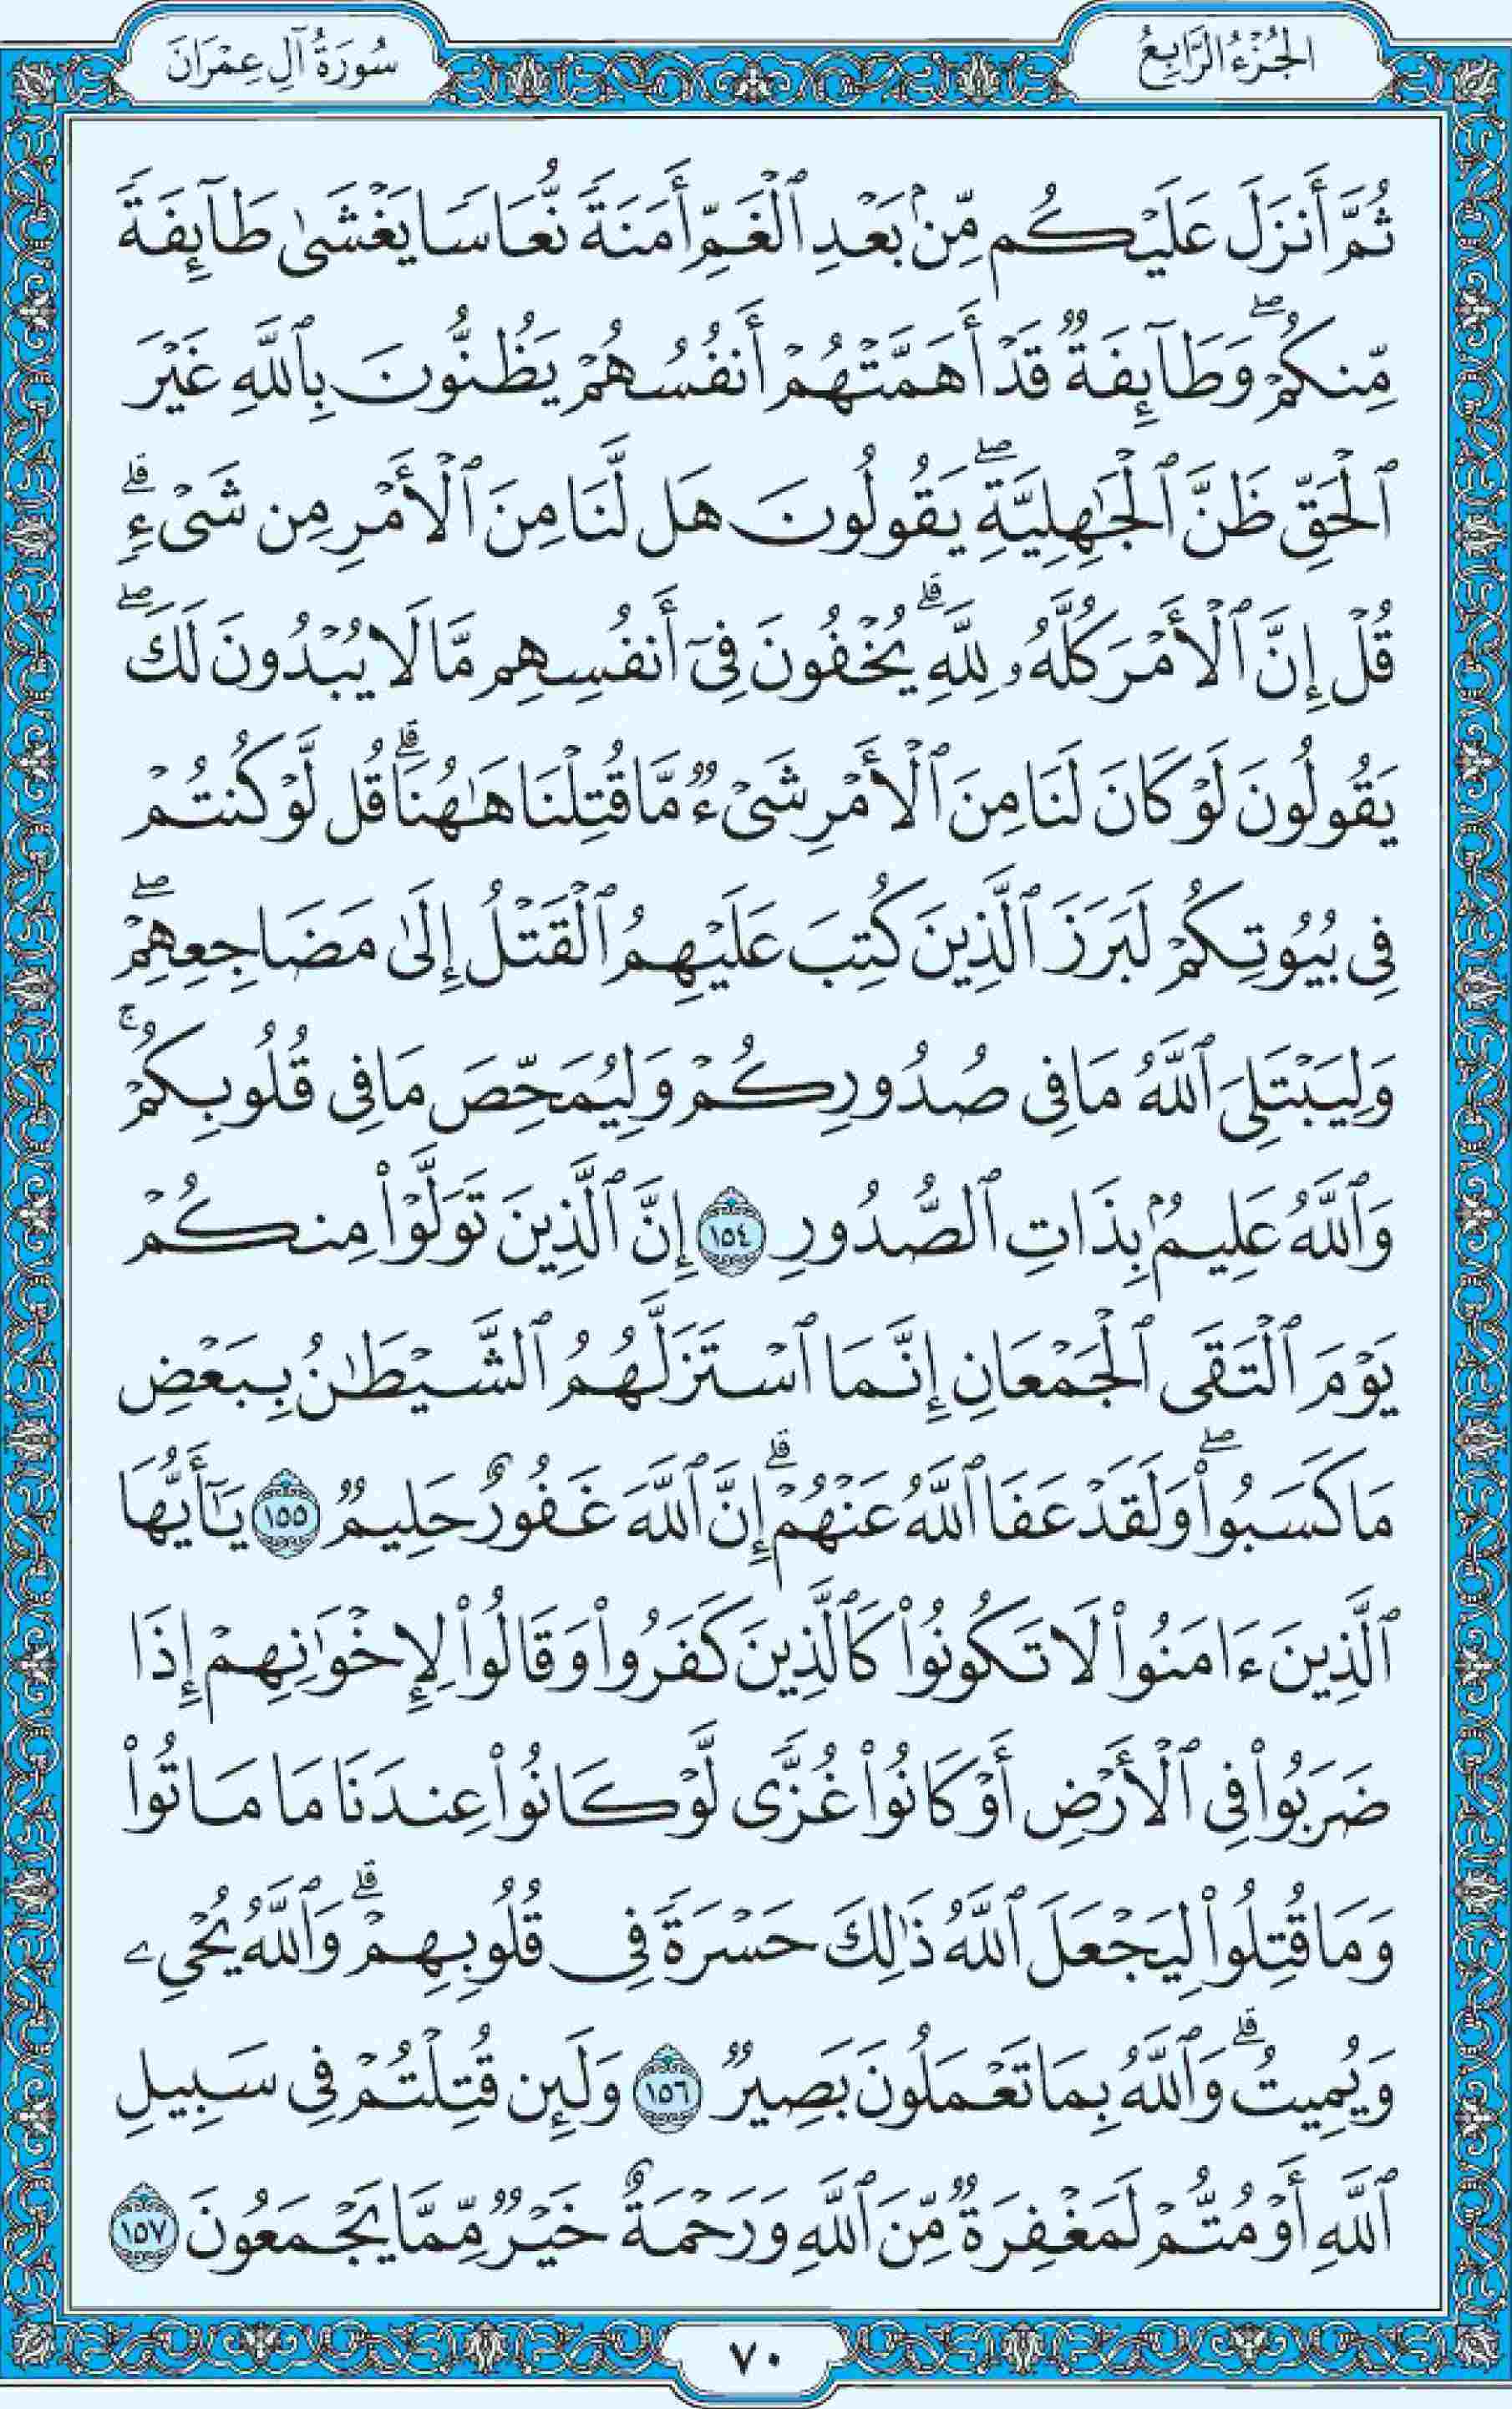 الجُزْءُ الرَّابِعُ
سُورَةُ آلِ عِمْرَانَ
ثُمَّ أَنزَلَ عَلَيْكُم مِّنۢ بَعْدِ ٱلْغَمِّ أَمَنَةً نُّعَاسًا يَغْشَىٰ طَآئِفَةً
مِّنكُمْ ۖ وَطَآئِفَةٌ قَدْ أَهَمَّتْهُمْ أَنفُسُهُمْ يَظُنُّونَ بِٱللَّهِ غَيْرَ
ٱلْحَقِّ ظَنَّ ٱلْجَٰهِلِيَّةِ ۖ يَقُولُونَ هَل لَّنَا مِنَ ٱلْأَمْرِ مِن شَىْءٍ ۗ
قُلْ إِنَّ ٱلْأَمْرَ كُلَّهُۥ لِلَّهِ ۗ يُخْفُونَ فِىٓ أَنفُسِهِم مَّا لَا يُبْدُونَ لَكَ ۖ
يَقُولُونَ لَوْ كَانَ لَنَا مِنَ ٱلْأَمْرِ شَىْءٌ مَّا قُتِلْنَا هَٰهُنَا ۗ قُل لَّوْ كُنتُمْ
فِى بُيُوتِكُمْ لَبَرَزَ ٱلَّذِينَ كُتِبَ عَلَيْهِمُ ٱلْقَتْلُ إِلَىٰ مَضَاجِعِهِمْ ۖ
وَلِيَبْتَلِىَ ٱللَّهُ مَا فِى صُدُورِكُمْ وَلِيُمَحِّصَ مَا فِى قُلُوبِكُمْ ۚ
وَٱللَّهُ عَلِيمٌۢ بِذَاتِ ٱلصُّدُورِ ١٥٤ إِنَّ ٱلَّذِينَ تَوَلَّوْا۟ مِنكُمْ
يَوْمَ ٱلْتَقَى ٱلْجَمْعَانِ إِنَّمَا ٱسْتَزَلَّهُمُ ٱلشَّيْطَٰنُ بِبَعْضِ
مَا كَسَبُوا۟ ۖ وَلَقَدْ عَفَا ٱللَّهُ عَنْهُمْ ۗ إِنَّ ٱللَّهَ غَفُورٌ حَلِيمٌ ١٥٥ يَٰٓأَيُّهَا
ٱلَّذِينَ ءَامَنُوا۟ لَا تَكُونُوا۟ كَٱلَّذِينَ كَفَرُوا۟ وَقَالُوا۟ لِإِخْوَٰنِهِمْ إِذَا
ضَرَبُوا۟ فِى ٱلْأَرْضِ أَوْ كَانُوا۟ غُزًّى لَّوْ كَانُوا۟ عِندَنَا مَا مَاتُوا۟
وَمَا قُتِلُوا۟ لِيَجْعَلَ ٱللَّهُ ذَٰلِكَ حَسْرَةً فِى قُلُوبِهِمْ ۗ وَٱللَّهُ يُحْىِۦ
وَيُمِيتُ ۗ وَٱللَّهُ بِمَا تَعْمَلُونَ بَصِيرٌ ١٥٦ وَلَئِن قُتِلْتُمْ فِى سَبِيلِ
ٱللَّهِ أَوْ مُتُّمْ لَمَغْفِرَةٌ مِّنَ ٱللَّهِ وَرَحْمَةٌ خَيْرٌ مِّمَّا يَجْمَعُونَ ١٥٧
٧٠